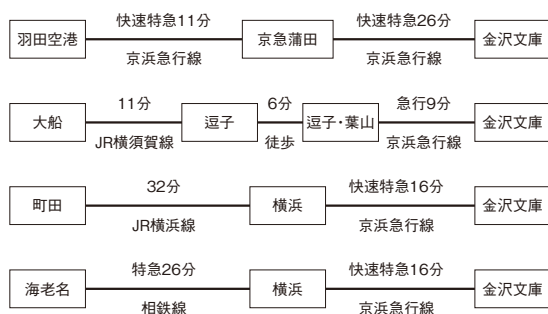 快速特急11分 快速特急26分
羽田空港 京急蒲田 金沢文庫
京浜急行線 京浜急行線
11分 6分 急行9分
大船 逗子 逗子・葉山 金沢文庫
JR横須賀線 徒歩 京浜急行線
32分 快速特急16分
町田 横浜 金沢文庫
JR横浜線 京浜急行線
特急26分 快速特急16分
海老名 横浜 金沢文庫
相鉄線 京浜急行線